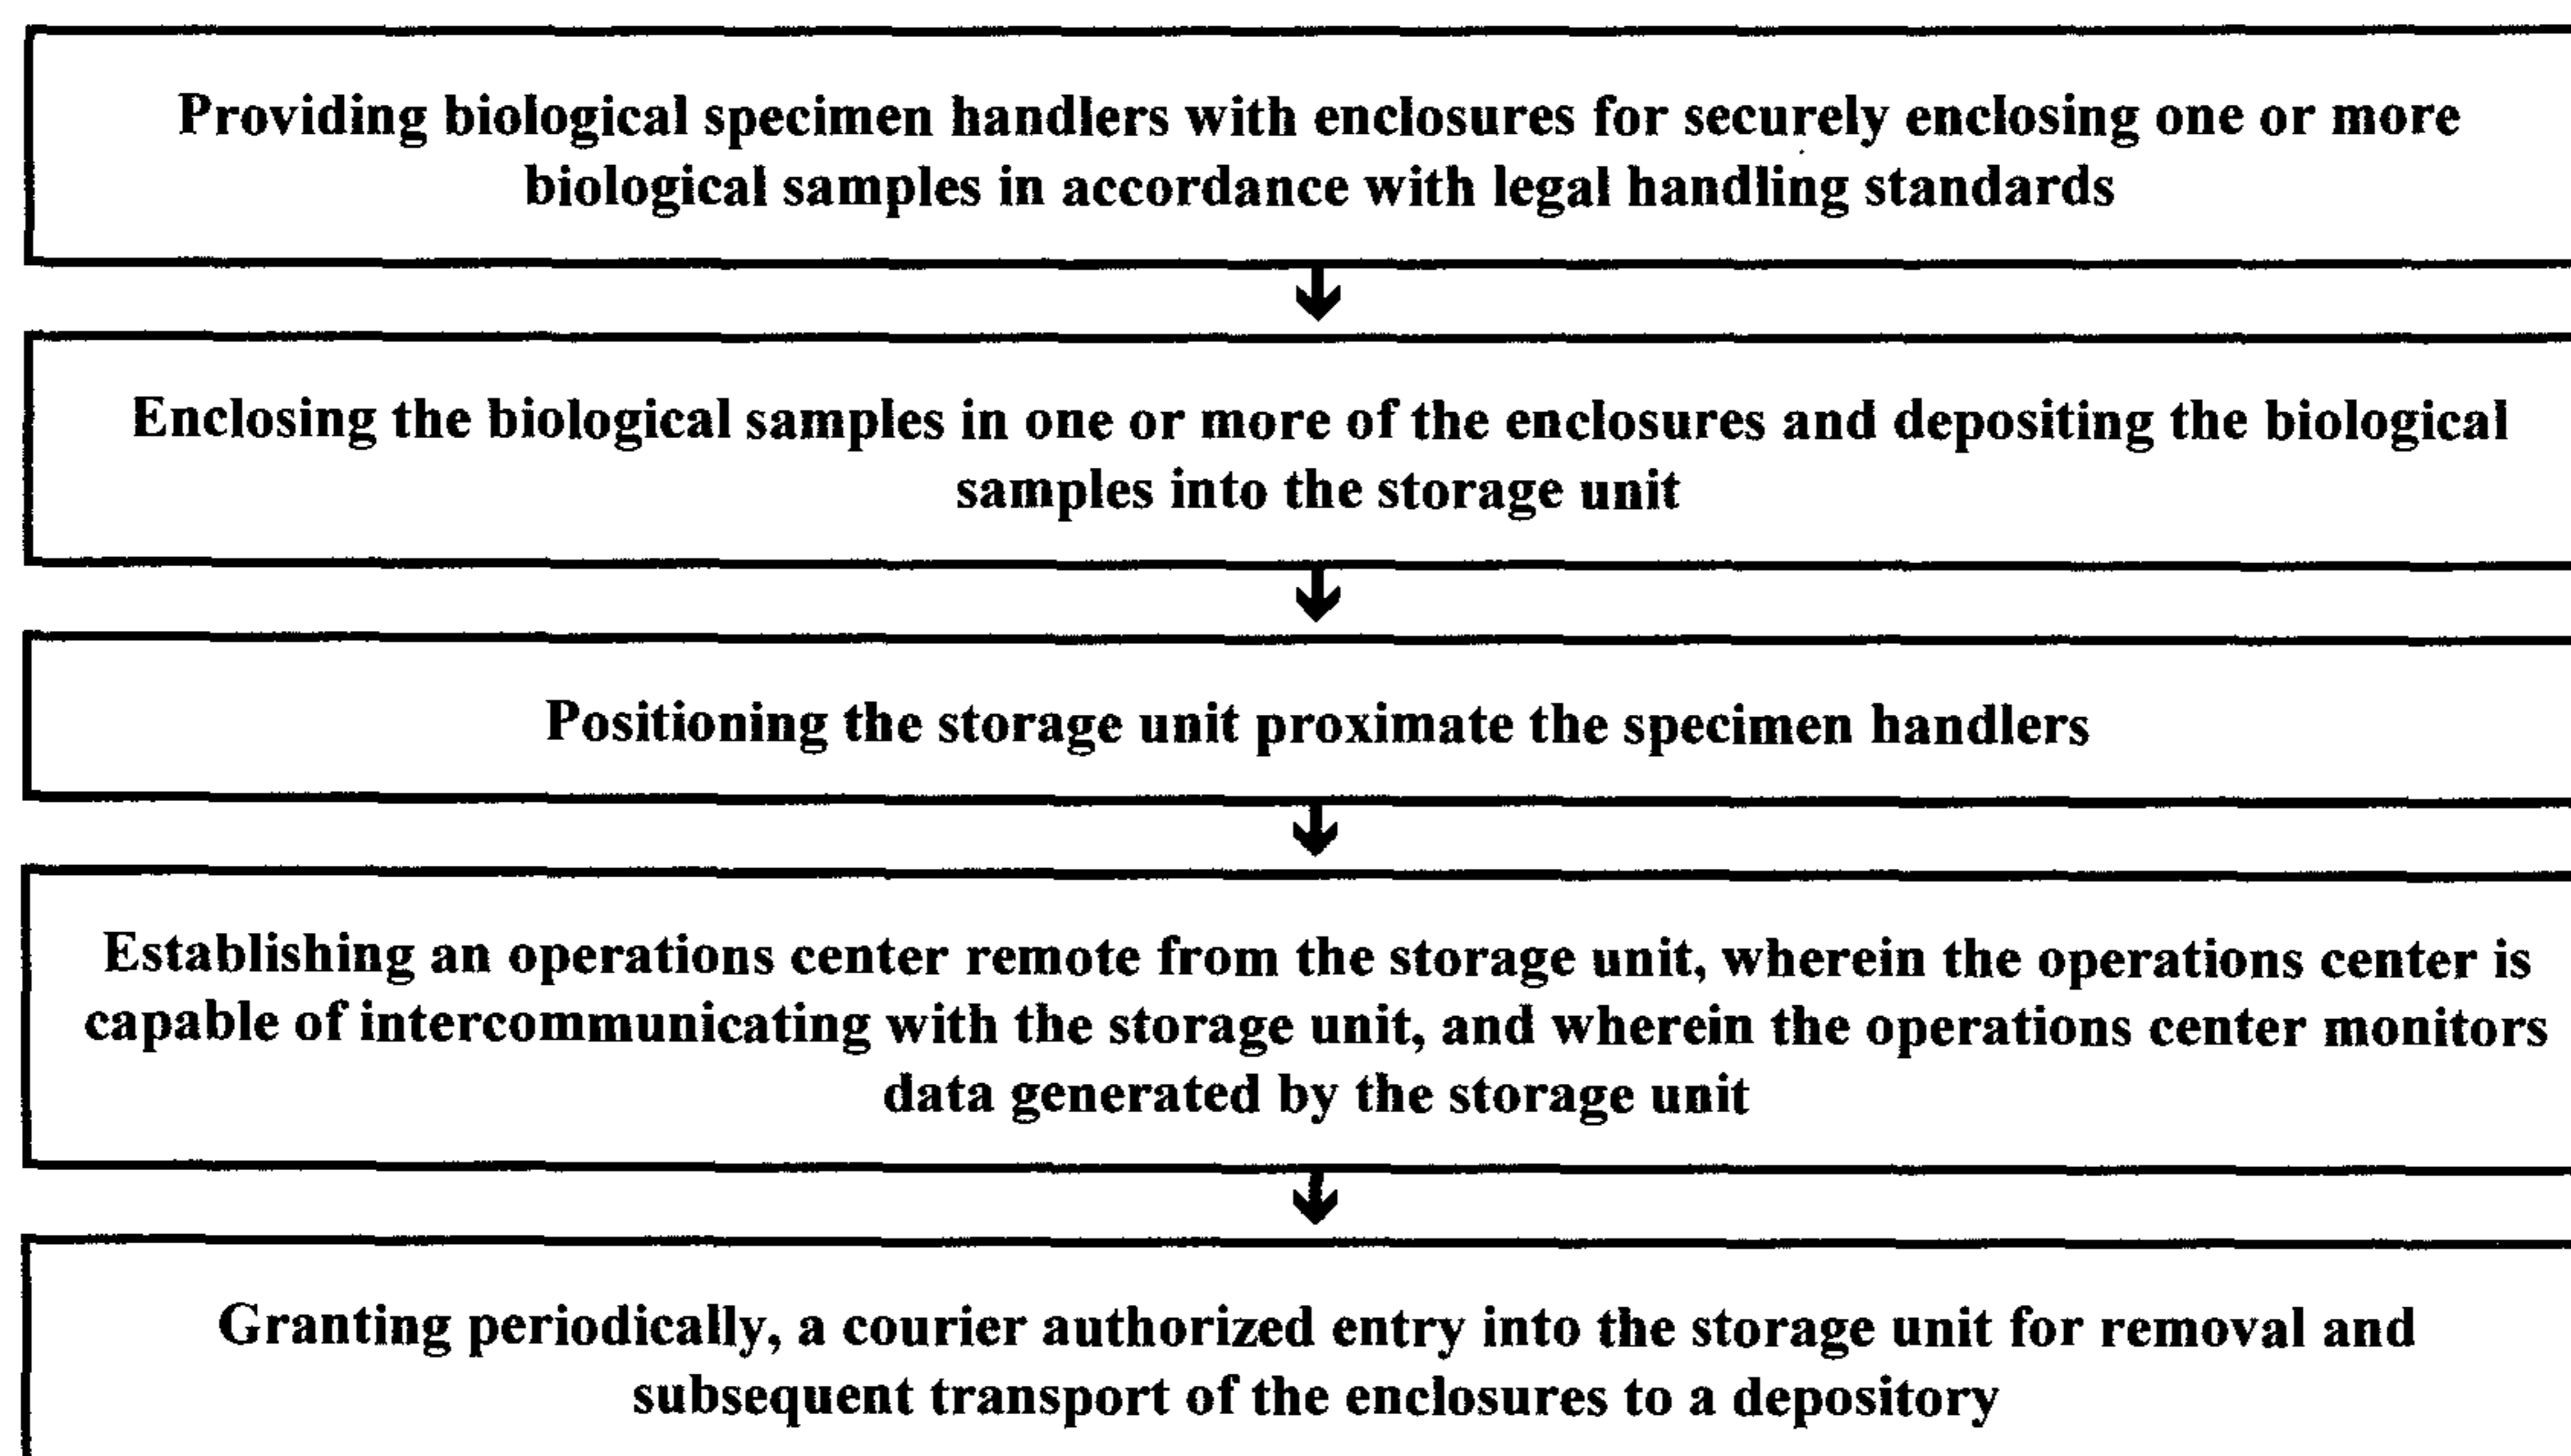 Providing biological specimen handlers with enclosures for securely enclosing one or more
biological samples in accordance with legal handling standards
Enclosing the biological samples in one or more of the enclosures and depositing the biological
samples into the storage unit
Positioning the storage unit proximate the specimen handlers
Establishing an operations center remote from the storage unit, wherein the operations center is
capable of intercommunicating with the storage unit, and wherein the operations center monitors
data generated by the storage unit
Granting periodically, a courier authorized entry into the storage unit for removal and
subsequent transport of the enclosures to a depository